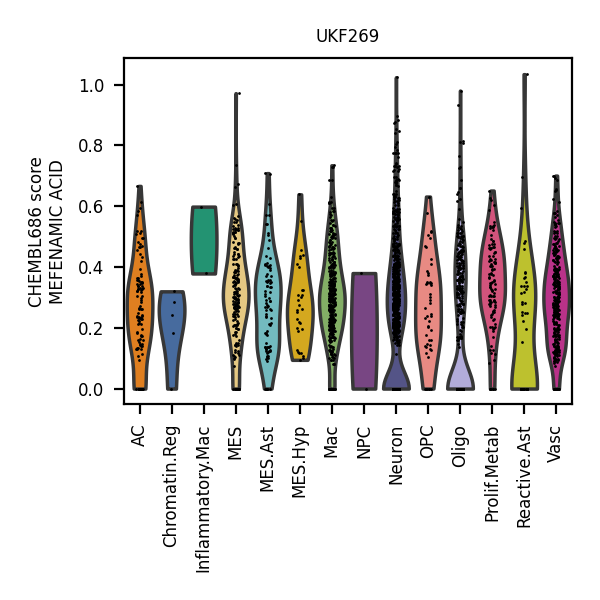 UKF269
CHEMBL686 score
MEFENAMIC ACID
1.0
0.8
0.6
0.4
0.2
0.0
AC
Chromatin.Reg
Inflammatory.Mac
MES
MES.Ast
MES.Hyp
Mac
NPC
Neuron
OPC
Oligo
Prolif.Metab
Reactive.Ast
Vasc